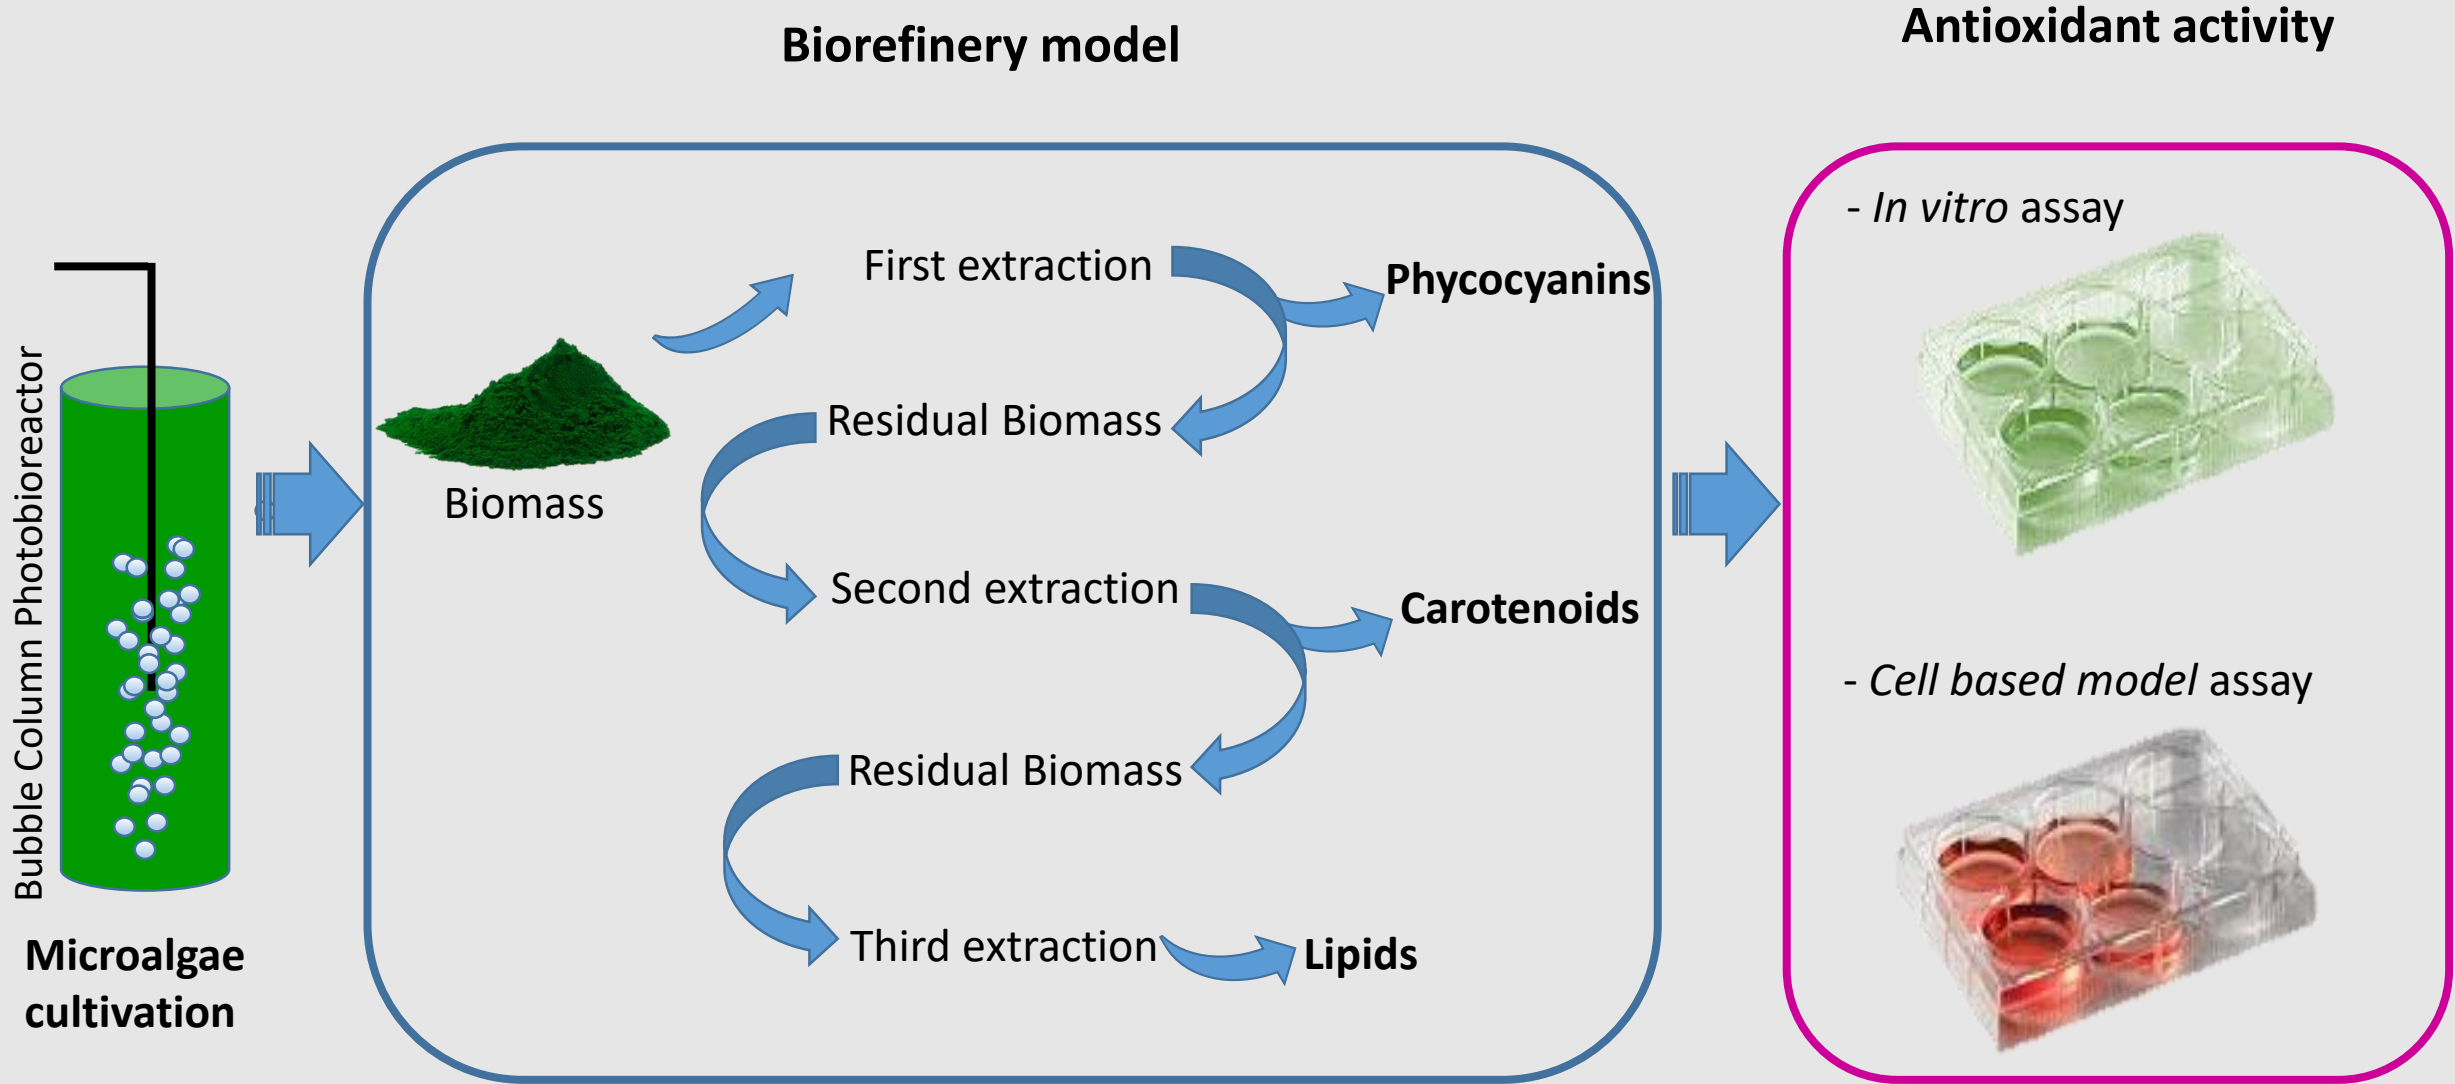 Biorefinery model
Antioxidant activity
Bubble Column Photobioreactor
Microalgae
cultivation
Biomass
First extraction
Phycocyanins
Residual Biomass
Second extraction
Carotenoids
Residual Biomass
Third extraction
Lipids
- In vitro assay
- Cell based model assay